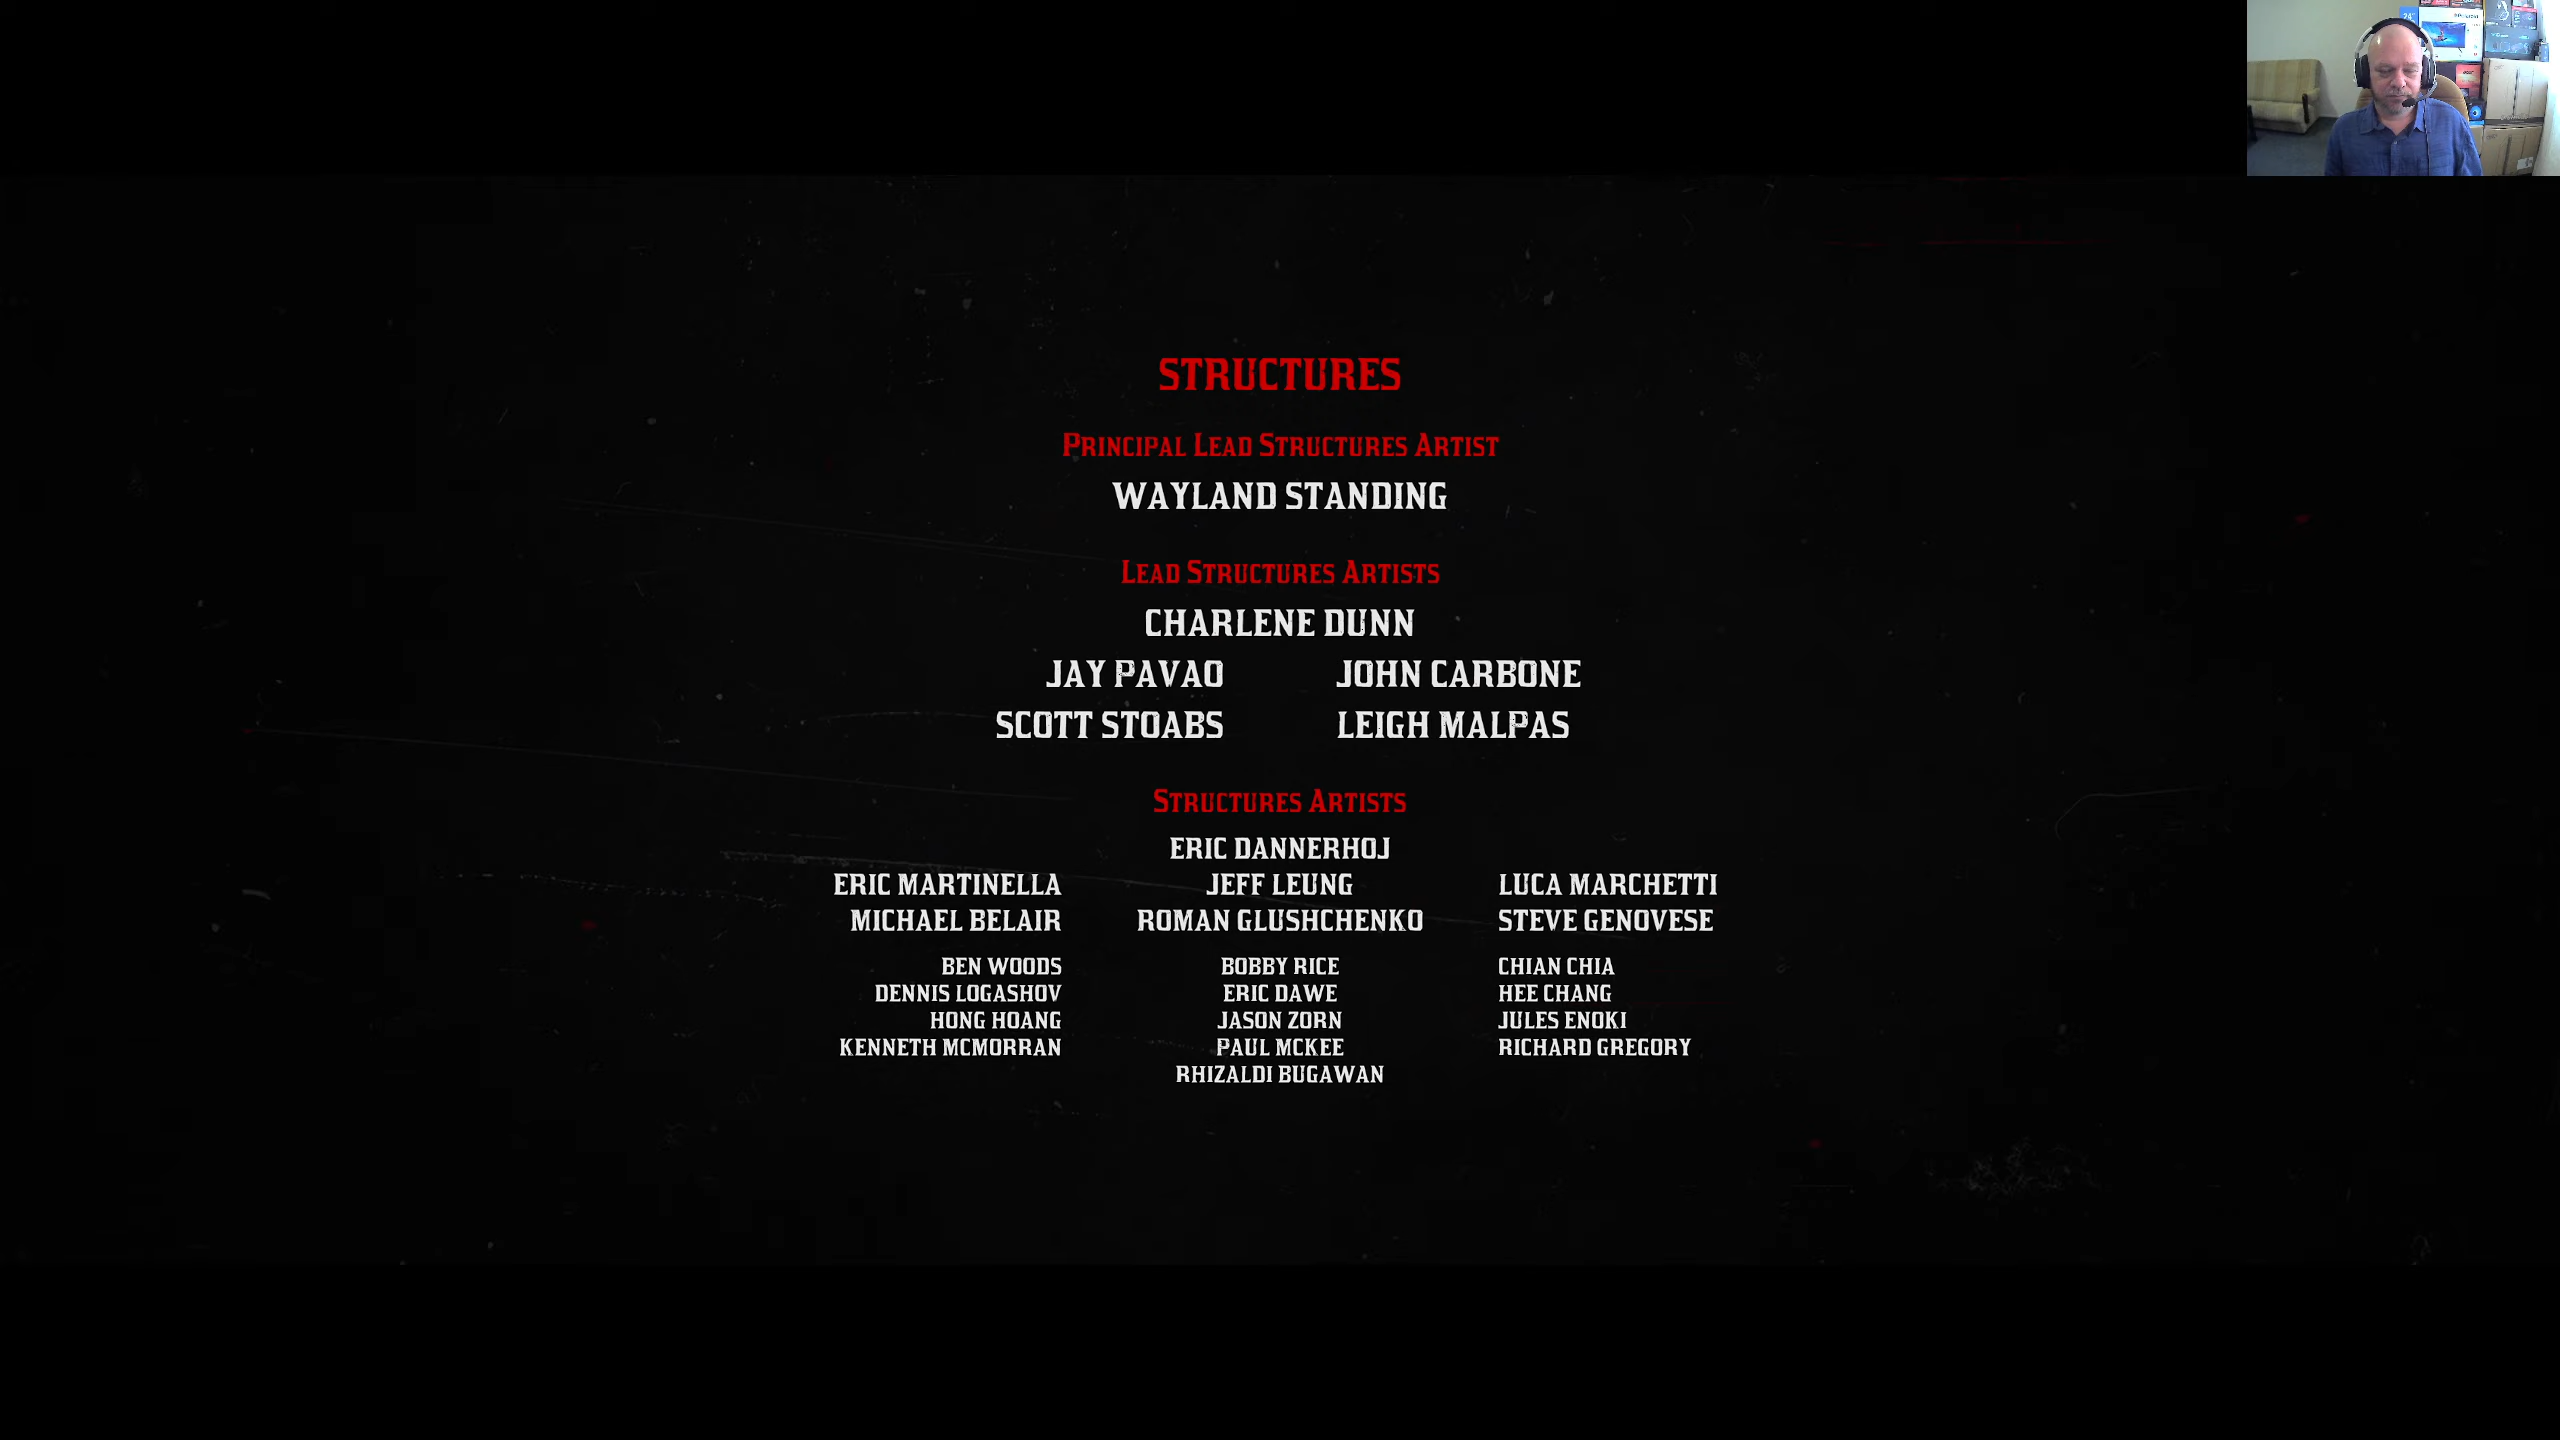 STRUCTURES
PRINCIPAL LEAD STRUCTURES ARTIST
WAYLAND STANDING
LEAD STRUCTURES ARTISTS
CHARLENE DUNN
JAY PAVAO JOHN CARBONE
SCOTT STOABS LEIGH MALPAS
STRUCTURES ARTISTS
ERIC DANNERHOJ
ERIC MARTINELLA JEFF LEUNG LUCA MARCHETTI
MICHAEL BELAIR ROMAN GLUSHCHENKO STEVE GENOVESE
BEN WOODS BOBBY RICE CHIAN CHIA
DENNIS LOGASHOV ERIC DAWE HEE CHANG
HONG HOANG JASON ZORN JULES ENOKI
KENNETH MCMORRAN PAUL MCKEE RICHARD GREGORY
RHIZALDI BUGAWAN